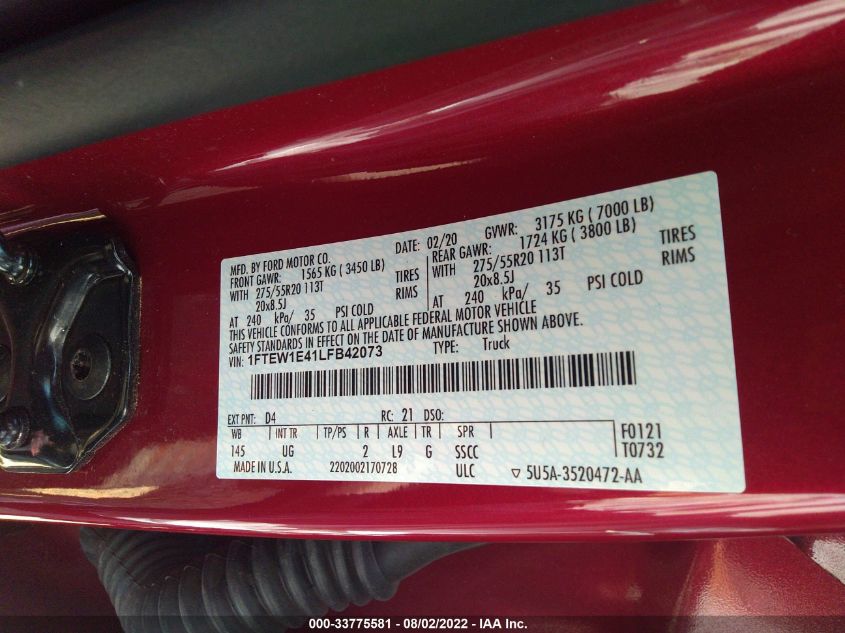 MFD. BY FORD MOTOR CO.
DATE: 02/20 GVWR: 3175 KG ( 7000 LB)
FRONT GAWR: 1565 KG ( 3450 LB)
REAR GAWR: 1724 KG ( 3800 LB)
WITH 275/55R20 113T TIRES
WITH 275/55R20 113T TIRES
20x8.5J RIMS
20x8.5J RIMS
AT 240 kPa/ 35 PSI COLD
AT 240 kPa/ 35 PSI COLD
THIS VEHICLE CONFORMS TO ALL APPLICABLE FEDERAL MOTOR VEHICLE
SAFETY STANDARDS IN EFFECT ON THE DATE OF MANUFACTURE SHOWN ABOVE.
VIN: 1FTEW1E41LFB42073 TYPE: Truck
EXT PNT: D4 RC: 21 DSO:
WB INT TR TP/PS R AXLE TR SPR F0121
145 UG 2 L9 G SSCC T0732
MADE IN U.S.A. 2202002170728 ULC ▽ 5U5A-3520472-AA
000-33775581 - 08/02/2022 - IAA Inc.